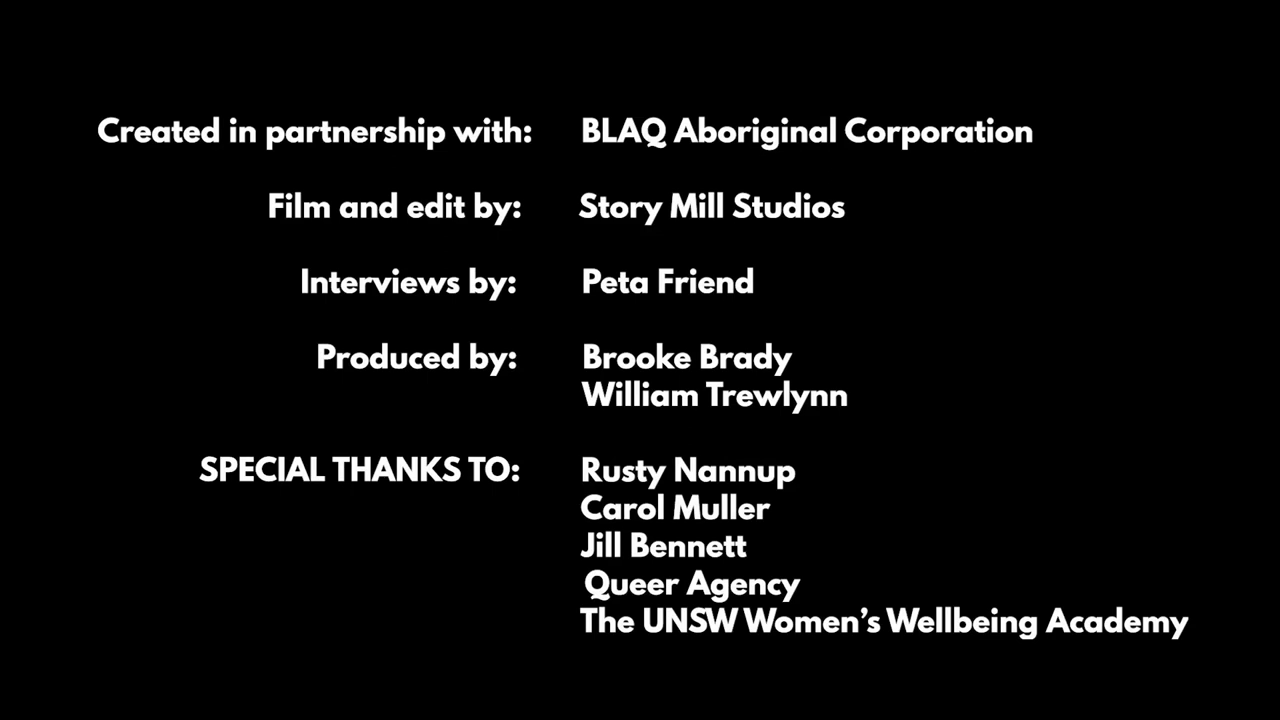 Created in partnership with: BLAQ Aboriginal Corporation
Film and edit by: Story Mill Studios
Interviews by: Peta Friend
Produced by: Brooke Brady
William Trewlynn
SPECIAL THANKS TO: Rusty Nannup
Carol Muller
Jill Bennett
Queer Agency
The UNSW Women’s Wellbeing Academy